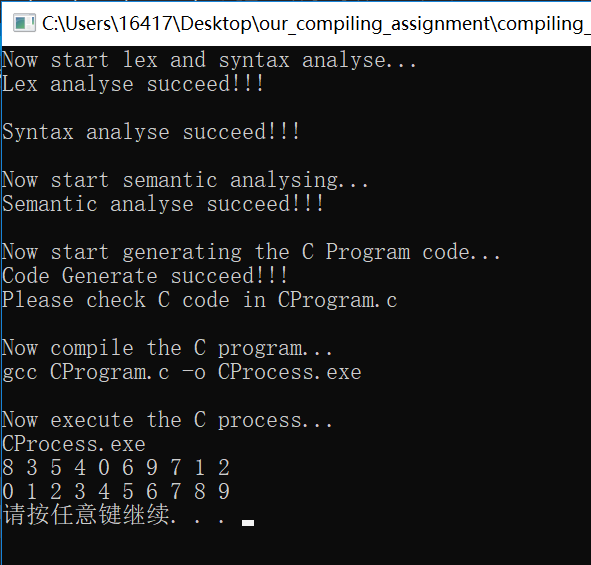 C:\Users\16417\Desktop\our_compiling_assignment\compiling_
Now start lex and syntax analyse...
Lex analyse succeed!!!
Syntax analyse succeed!!!
Now start semantic analysing...
Semantic analyse succeed!!!
Now start generating the C Program code...
Code Generate succeed!!!
Please check C code in CProgram.c
Now compile the C program...
gcc CProgram.c -o CProcess.exe
Now execute the C process...
CProcess.exe
8 3 5 4 0 6 9 7 1 2
0 1 2 3 4 5 6 7 8 9
请按任意键继续. . .